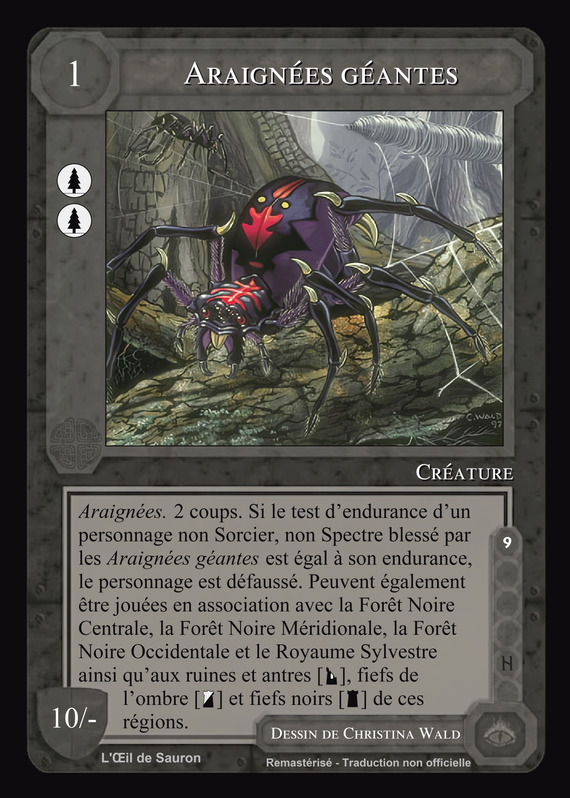 1
ARAIGNÉES GÉANTES
C. WALD
97
CRÉATURE
Araignées. 2 coups. Si le test d’endurance d’un
personnage non Sorcier, non Spectre blessé par
les Araignées géantes est égal à son endurance,
le personnage est défaussé. Peuvent également
être jouées en association avec la Forêt Noire
Centrale, la Forêt Noire Méridionale, la Forêt
Noire Occidentale et le Royaume Sylvestre
ainsi qu’aux ruines et antres [ ], fiefs de
l’ombre [ ] et fiefs noirs [ ] de ces
régions.
9
10/-
DESSIN DE CHRISTINA WALD
L'Œil de Sauron
Remastérisé - Traduction non officielle